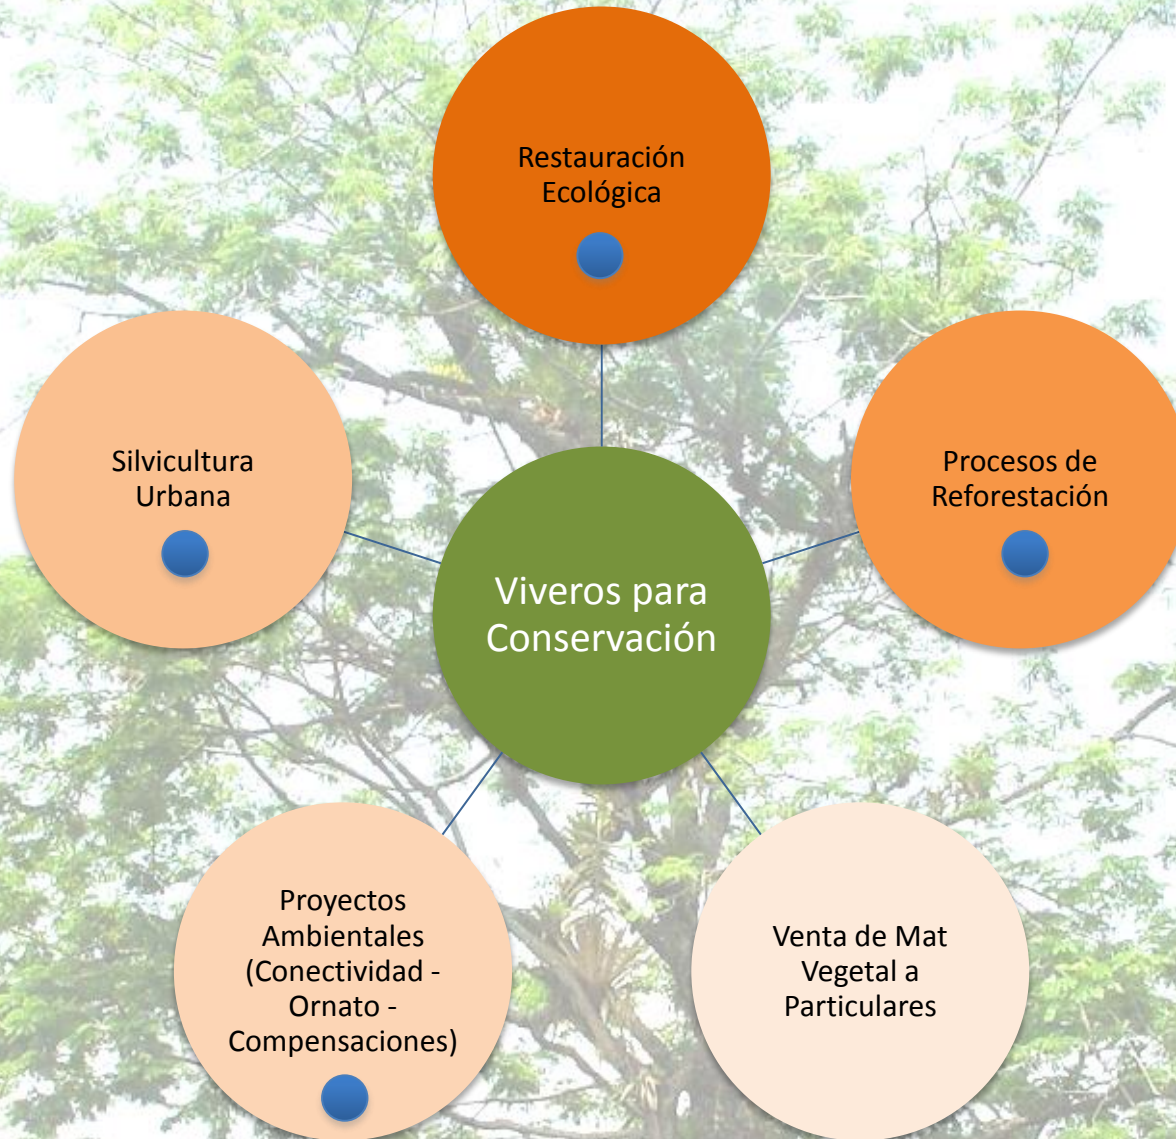 Restauración
Ecológica
Silvicultura
Urbana
Procesos de
Reforestación
Viveros para
Conservación
Proyectos
Ambientales
(Conectividad -
Ornato -
Compensaciones)
Venta de Mat
Vegetal a
Particulares